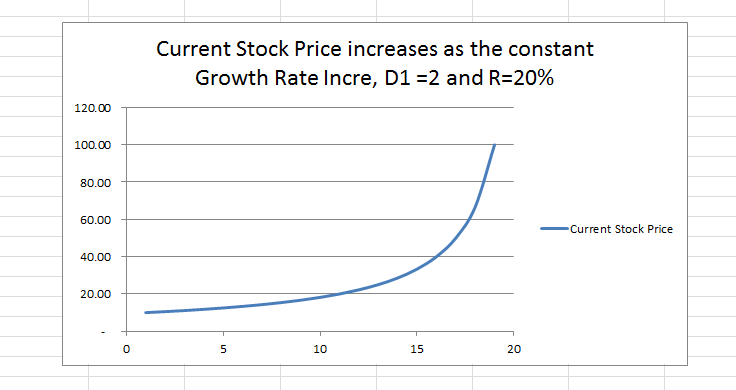 Current Stock Price increases as the constant
Growth Rate Incre, D1 =2 and R=20%
120.00
100.00
80.00
60.00
40.00
20.00
-
Current Stock Price
0 5 10 15 20